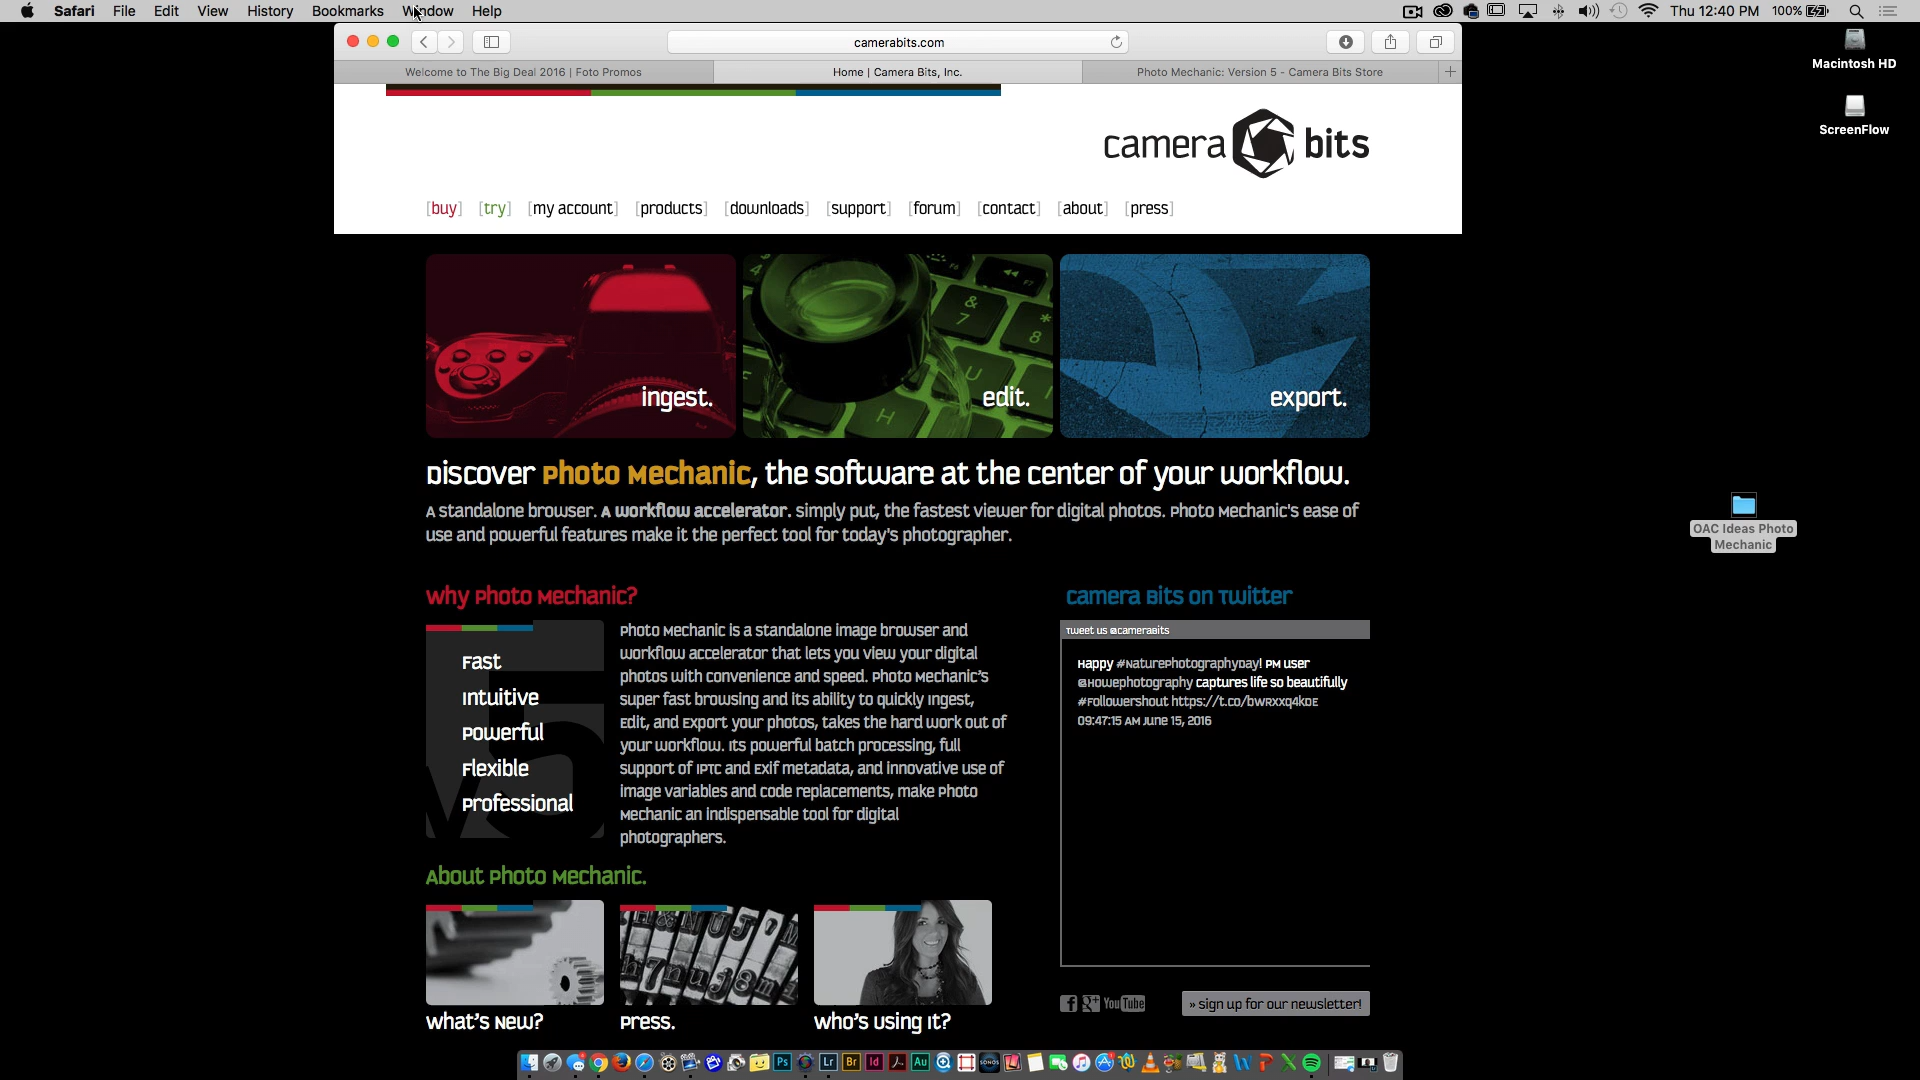 Safari File Edit View History Bookmarks Window Help
Thu 12:40 PM 100%
camerabits.com
Welcome to The Big Deal 2016 | Foto Promos
Home | Camera Bits, Inc.
Photo Mechanic: Version 5 - Camera Bits Store
Macintosh HD
ScreenFlow
camera bits
[buy] [try] [my account] [products] [downloads] [support] [forum] [contact] [about] [press]
ingest.
edit.
export.
Discover Photo Mechanic, the software at the center of your workflow.
A standalone browser. A workflow accelerator. Simply put, the fastest viewer for digital photos. Photo Mechanic's ease of
use and powerful features make it the perfect tool for today's photographer.
OAC Ideas Photo
Mechanic
Why Photo Mechanic?
Fast
Intuitive
Powerful
Flexible
Professional
Photo Mechanic is a standalone image browser and
workflow accelerator that lets you view your digital
photos with convenience and speed. Photo Mechanic's
super fast browsing and its ability to quickly Ingest,
Edit, and Export your photos, takes the hard work out of
your workflow. Its powerful batch processing, full
support of IPTC and Exif metadata, and innovative use of
image variables and code replacements, make Photo
Mechanic an indispensable tool for digital
photographers.
Camera Bits on Twitter
Tweet us @CameraBits
Happy #NaturePhotographyDay! PM user
@HowePhotography captures life so beautifully
#Followershout https://t.co/bWRXXq4kDE
09:47:15 AM June 15, 2016
About Photo Mechanic.
What's New?
Press.
Who's Using It?
f g+ YouTube
» sign up for our newsletter!
Ps Lr Br Id Au SONOS W P X